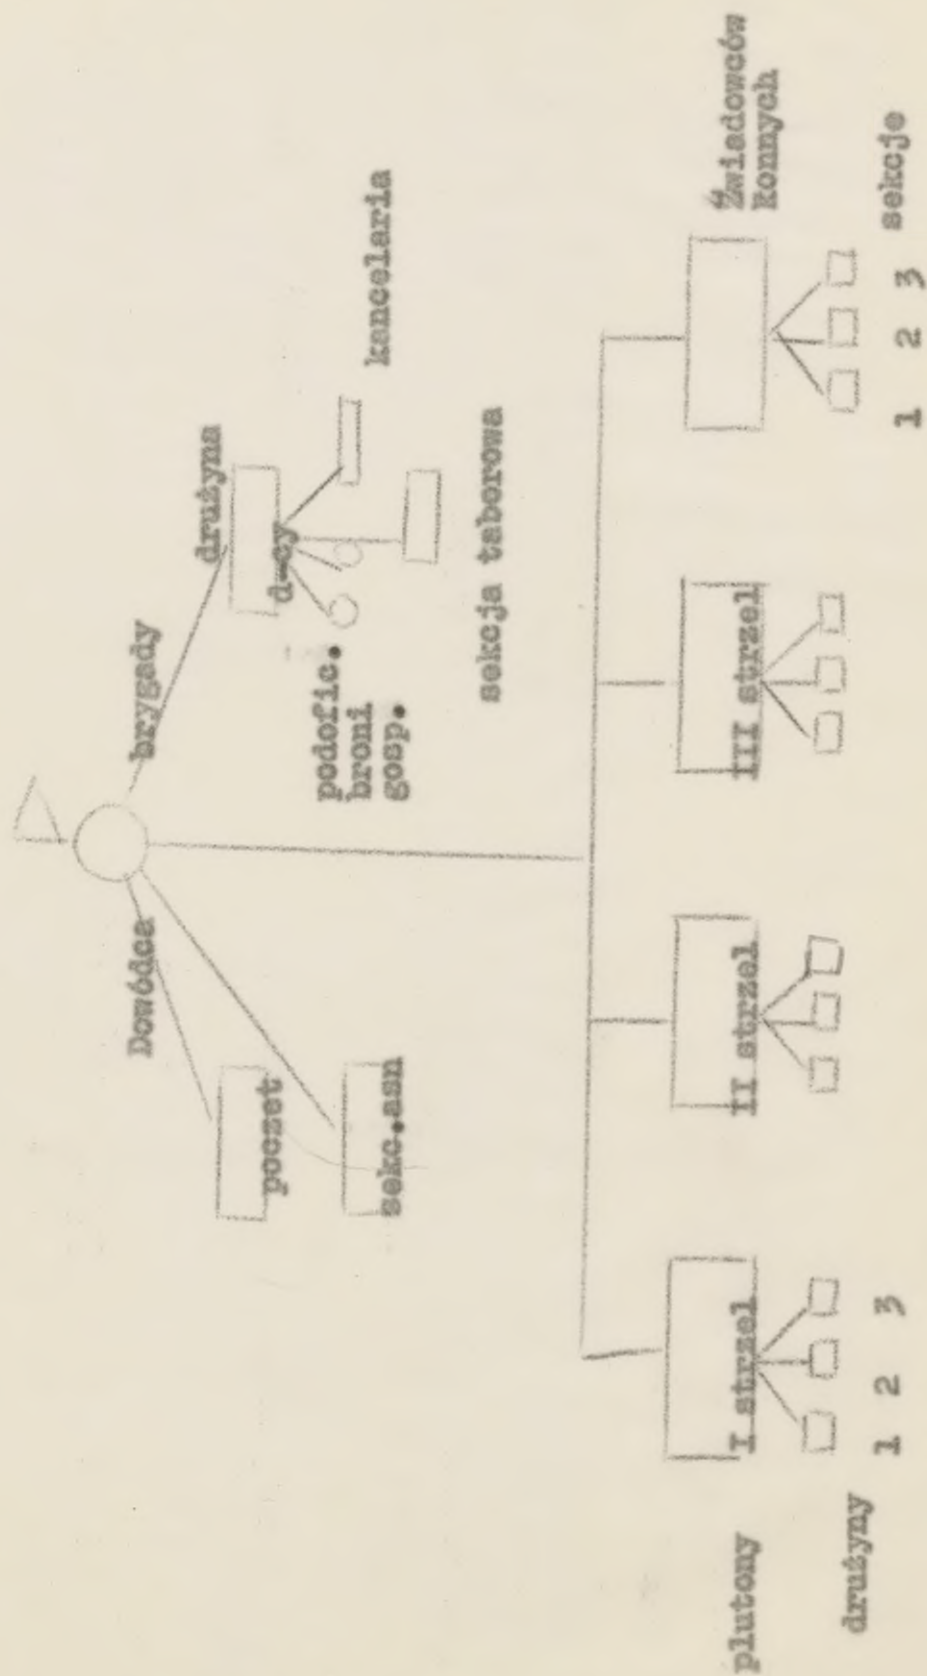 Dowódca brygady
poczet
drużyna
d-cy
sekc.asn
podofic.
broni
gosp.
kancelaria
sekcja taborowa
plutony
I strzel
II strzel
III strzel
Zwiadowców
Konnych
drużyny
1 2 3
1 2 3 sekcje